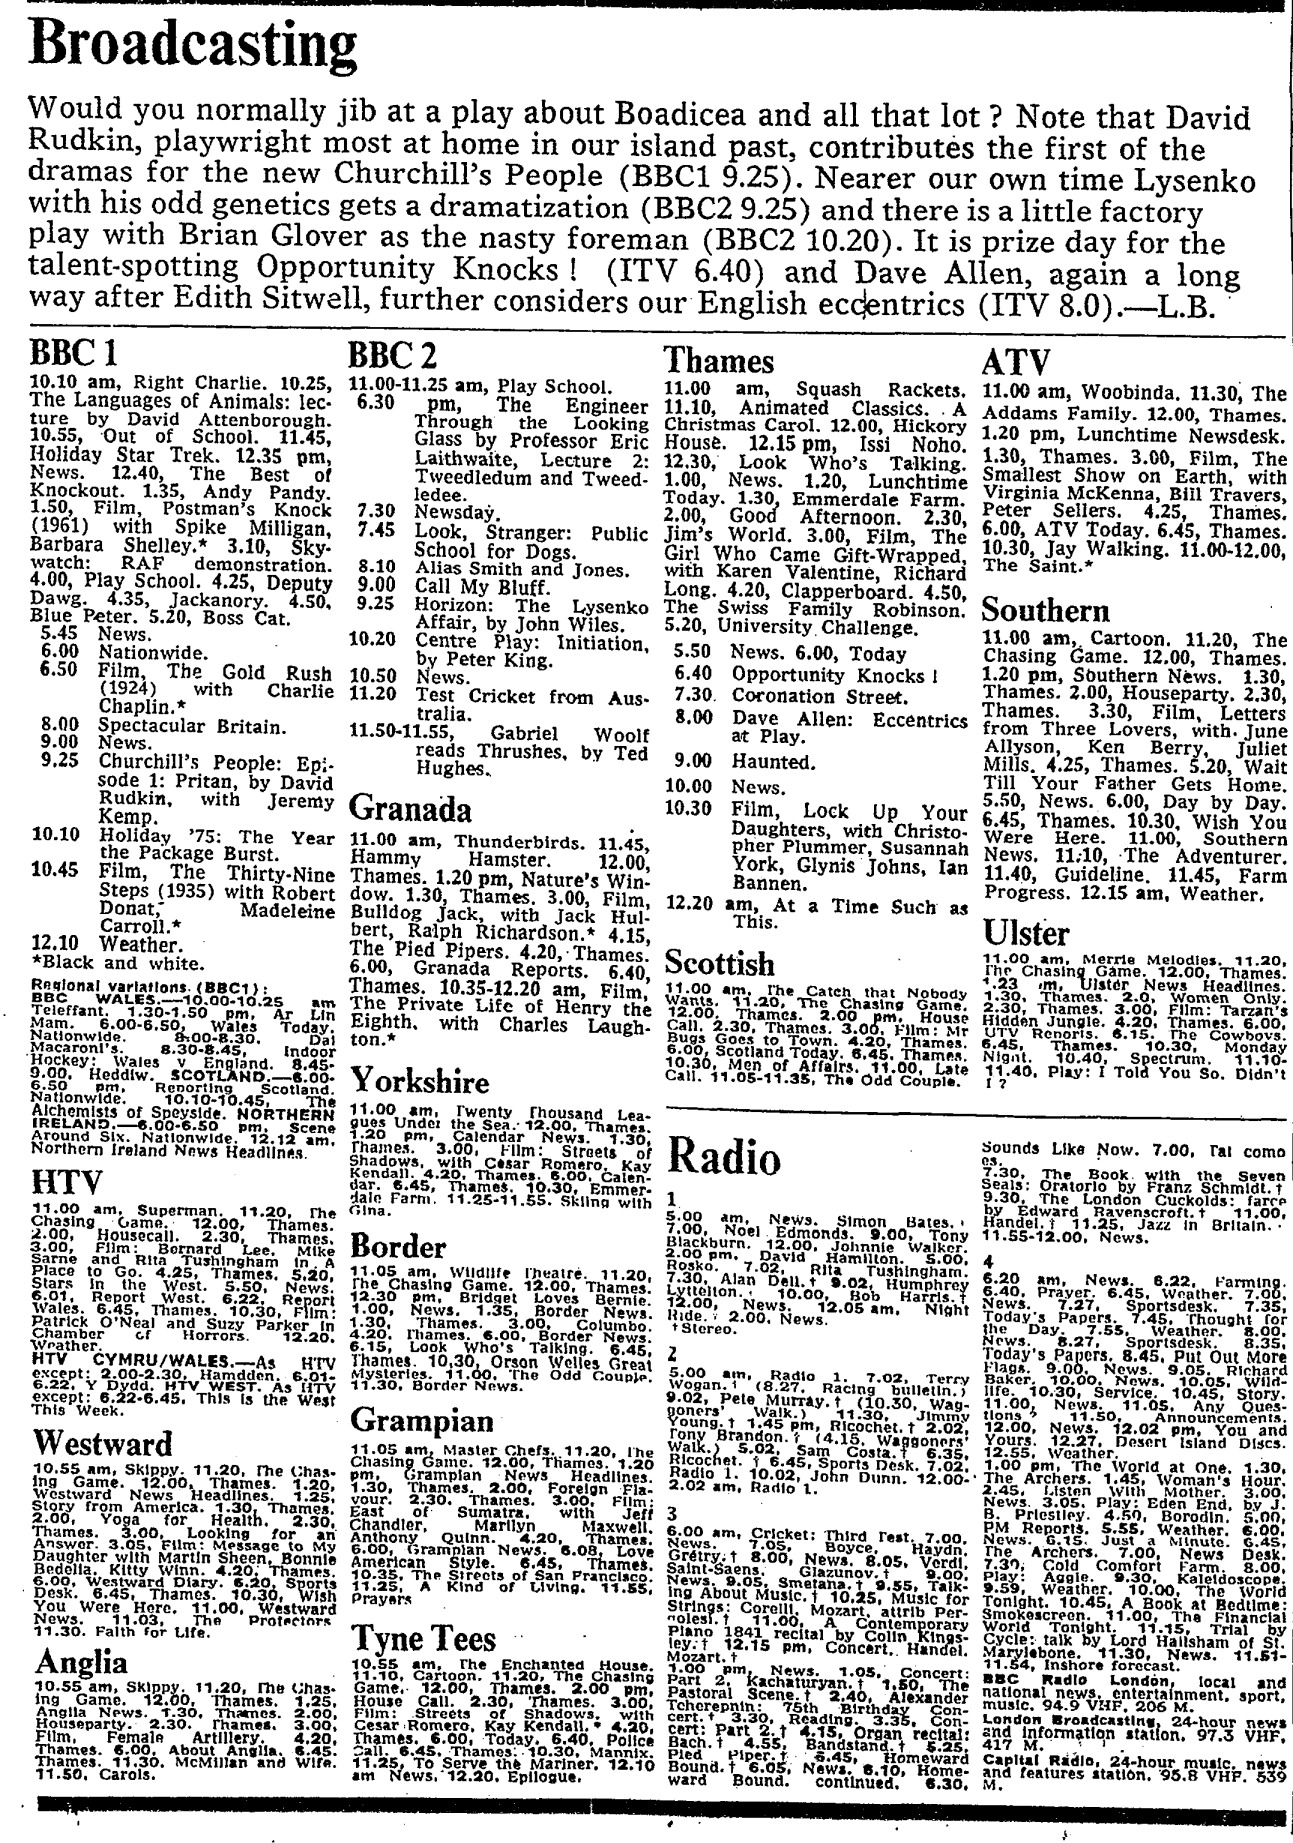 Broadcasting
Would you normally jib at a play about Boadicea and all that lot ? Note that David
Rudkin, playwright most at home in our island past, contributes the first of the
dramas for the new Churchill's People (BBC1 9.25). Nearer our own time Lysenko
with his odd genetics gets a dramatization (BBC2 9.25) and there is a little factory
play with Brian Glover as the nasty foreman (BBC2 10.20). It is prize day for the
talent-spotting Opportunity Knocks ! (ITV 6.40) and Dave Allen, again a long
way after Edith Sitwell, further considers our English eccentrics (ITV 8.0).—L.B.
BBC 1
10.10 am, Right Charlie. 10.25,
The Languages of Animals: lec-
ture by David Attenborough.
10.55, Out of School. 11.45,
Holiday Star Trek. 12.35 pm,
News. 12.40, The Best of
Knockout. 1.35, Andy Pandy.
1.50, Film, Postman's Knock
(1961) with Spike Milligan,
Barbara Shelley.* 3.10, Sky-
watch: RAF demonstration.
4.00, Play School. 4.25, Deputy
Dawg. 4.35, Jackanory. 4.50,
Blue Peter. 5.20, Boss Cat.
5.45 News.
6.00 Nationwide.
6.50 Film, The Gold Rush
(1924) with Charlie
Chaplin.*
8.00 Spectacular Britain.
9.00 News.
9.25 Churchill's People: Epi-
sode 1: Pritan, by David
Rudkin, with Jeremy
Kemp.
10.10 Holiday '75: The Year
the Package Burst.
10.45 Film, The Thirty-Nine
Steps (1935) with Robert
Donat, Madeleine
Carroll.*
12.10 Weather.
*Black and white.
Regional variations (BBC1):
BBC WALES.—10.00-10.25 am
Teleffant. 1.30-1.50 pm, Ar Lin
Mam. 6.00-6.50, Wales Today.
Nationwide. 8.00-8.30, Dal
Macaroni's. 8.30-8.45, Indoor
Hockey: Wales v England. 8.45-
9.00, Heddiw. SCOTLAND.—6.00-
6.50 pm, Reporting Scotland.
Nationwide. 10.10-10.45, The
Alchemists of Speyside. NORTHERN
IRELAND.—6.00-6.50 pm, Scene
Around Six. Nationwide. 12.12 am,
Northern Ireland News Headlines.
HTV
11.00 am, Superman. 11.20, The
Chasing Game. 12.00, Thames.
2.00, Housecall. 2.30, Thames.
3.00, Film: Bernard Lee, Mike
Sarne and Rita Tushingham in A
Place to Go. 4.25, Thames. 5.20,
Stars in the West. 5.50, News.
6.01, Report West. 6.22, Report
Wales. 6.45, Thames. 10.30, Film:
Patrick O'Neal and Suzy Parker in
Chamber of Horrors. 12.20,
Weather.
HTV CYMRU/WALES.—As HTV
except: 2.00-2.30, Hamdden. 6.01-
6.22, Y Dydd. HTV WEST. As HTV
except: 6.22-6.45, This is the West
This Week.
Westward
10.55 am, Skippy. 11.20, The Chas-
ing Game. 12.00, Thames. 1.20,
Westward News Headlines. 1.25,
Story from America. 1.30, Thames.
2.00, Yoga for Health. 2.30,
Thames. 3.00, Looking for an
Answer. 3.05, Film: Message to My
Daughter with Martin Sheen, Bonnie
Bedelia, Kitty Winn. 4.20, Thames.
6.00, Westward Diary. 6.20, Sports
Desk. 6.45, Thames. 10.30, Wish
You Were Here. 11.00, Westward
News. 11.03, The Protectors
11.30. Faith for Life.
Anglia
10.55 am, Skippy. 11.20, The Chas-
ing Game. 12.00, Thames. 1.25,
Anglia News. 1.30, Thames. 2.00,
Houseparty. 2.30, Thames. 3.00,
Film, Female Artillery. 4.20,
Thames. 6.00, About Anglia. 6.45,
Thames. 11.30, McMillan and Wife.
11.50, Carols.
BBC 2
11.00-11.25 am, Play School.
6.30 pm, The Engineer
Through the Looking
Glass by Professor Eric
Laithwaite, Lecture 2:
Tweedledum and Tweed-
ledee.
7.30 Newsday.
7.45 Look, Stranger: Public
School for Dogs.
8.10 Alias Smith and Jones.
9.00 Call My Bluff.
9.25 Horizon: The Lysenko
Affair, by John Wiles.
10.20 Centre Play: Initiation,
by Peter King.
10.50 News.
11.20 Test Cricket from Aus-
tralia.
11.50-11.55, Gabriel Woolf
reads Thrushes, by Ted
Hughes.
Granada
11.00 am, Thunderbirds. 11.45,
Hammy Hamster. 12.00,
Thames. 1.20 pm, Nature's Win-
dow. 1.30, Thames. 3.00, Film,
Bulldog Jack, with Jack Hul-
bert, Ralph Richardson.* 4.15,
The Pied Pipers. 4.20, Thames.
6.00, Granada Reports. 6.40,
Thames. 10.35-12.20 am, Film,
The Private Life of Henry the
Eighth, with Charles Laugh-
ton.*
Yorkshire
11.00 am, Twenty Thousand Lea-
gues Under the Sea. 12.00, Thames.
1.20 pm, Calendar News. 1.30,
Thames. 3.00, Film: Streets of
Shadows, with Cesar Romero, Kay
Kendall. 4.20, Thames. 6.00, Calen-
dar. 6.45, Thames. 10.30, Emmer-
dale Farm. 11.25-11.55. Skiing with
Gina.
Border
11.05 am, Wildlife Theatre. 11.20,
The Chasing Game. 12.00, Thames.
12.30 pm, Bridget Loves Bernie.
1.00, News. 1.35, Border News.
1.30, Thames. 3.00, Columbo.
4.20, Thames. 6.00, Border News.
6.15, Look Who's Talking. 6.45,
Thames. 10,30, Orson Welles Great
Mysteries. 11.00, The Odd Couple.
11.30, Border News.
Grampian
11.05 am, Master Chefs. 11.20, The
Chasing Game. 12.00, Thames. 1.20
pm, Grampian News Headlines.
1.30, Thames. 2.00, Foreign Fla-
vour. 2.30, Thames. 3.00, Film:
East of Sumatra, with Jeff
Chandler, Marilyn Maxwell,
Anthony Quinn. 4.20, Thames.
6.00, Grampian News. 6.08, Love
American Style. 6.45, Thames.
10.35, The Streets of San Francisco.
11.25, A Kind of Living. 11.55,
Prayers
Tyne Tees
10.55 am, The Enchanted House.
11.10, Cartoon. 11.20, The Chasing
Game. 12.00, Thames. 2.00 pm,
House Call. 2.30, Thames. 3.00,
Film: Streets of Shadows, with
Cesar Romero, Kay Kendall.* 4.20,
Thames. 6.00, Today. 6.40, Police
Call. 6.45, Thames. 10.30, Mannix.
11.25, To Serve the Mariner. 12.10
am News. 12.20, Epilogue.
Thames
11.00 am, Squash Rackets.
11.10, Animated Classics. A
Christmas Carol. 12.00, Hickory
House. 12.15 pm, Issi Noho.
12.30, Look Who's Talking.
1.00, News. 1.20, Lunchtime
Today. 1.30, Emmerdale Farm.
2.00, Good Afternoon. 2.30,
Jim's World. 3.00, Film, The
Girl Who Came Gift-Wrapped,
with Karen Valentine, Richard
Long. 4.20, Clapperboard. 4.50,
The Swiss Family Robinson.
5.20, University Challenge.
5.50 News. 6.00, Today
6.40 Opportunity Knocks !
7.30 Coronation Street.
8.00 Dave Allen: Eccentrics
at Play.
9.00 Haunted.
10.00 News.
10.30 Film, Lock Up Your
Daughters, with Christo-
pher Plummer, Susannah
York, Glynis Johns, Ian
Bannen.
12.20 am, At a Time Such as
This.
Scottish
11.00 am, The Catch that Nobody
Wants. 11.20, The Chasing Game.
12.00, Thames. 2.00 pm, House
Call. 2.30, Thames. 3.00, Film: Mr
Bugs Goes to Town. 4.20, Thames.
6.00, Scotland Today. 6.45, Thames.
10.30, Men of Affairs. 11.00, Late
Call. 11.05-11.35, The Odd Couple.
ATV
11.00 am, Woobinda. 11.30, The
Addams Family. 12.00, Thames.
1.20 pm, Lunchtime Newsdesk.
1.30, Thames. 3.00, Film, The
Smallest Show on Earth, with
Virginia McKenna, Bill Travers,
Peter Sellers. 4.25, Thames.
6.00, ATV Today. 6.45, Thames.
10.30, Jay Walking. 11.00-12.00,
The Saint.*
Southern
11.00 am, Cartoon. 11.20, The
Chasing Game. 12.00, Thames.
1.20 pm, Southern News. 1.30,
Thames. 2.00, Houseparty. 2.30,
Thames. 3.30, Film, Letters
from Three Lovers, with June
Allyson, Ken Berry, Juliet
Mills. 4.25, Thames. 5.20, Wait
Till Your Father Gets Home.
5.50, News. 6.00, Day by Day.
6.45, Thames. 10.30, Wish You
Were Here. 11.00, Southern
News. 11.10, The Adventurer.
11.40, Guideline. 11.45, Farm
Progress. 12.15 am, Weather.
Ulster
11.00 am, Merrie Melodies. 11.20,
The Chasing Game. 12.00, Thames.
1.23 pm, Ulster News Headlines.
1.30, Thames. 2.0, Women Only.
2.30, Thames. 3.00, Film: Tarzan's
Hidden Jungle. 4.20, Thames. 6.00,
UTV Reports. 6.15, The Cowboys.
6.45, Thames. 10.30, Monday
Night. 10.40, Spectrum. 11.10-
11.40, Play: I Told You So. Didn't
I ?
Radio
1
5.00 am, News. Simon Bates.
7.00, Noel Edmonds. 9.00, Tony
Blackburn. 12.00, Johnnie Walker.
2.00 pm, David Hamilton. 5.00,
Rosko. 7.02, Rita Tushingham.
7.30, Alan Dell.† 9.02, Humphrey
Lyttelton. 10.00, Bob Harris.†
12.00, News. 12.05 am, Night
Ride. 2.00, News.
†Stereo.
2
5.00 am, Radio 1. 7.02, Terry
Wogan.† (8.27, Racing bulletin.)
9.02, Pete Murray.† (10.30, Wag-
goners' Walk.) 11.30, Jimmy
Young.† 1.45 pm, Ricochet.† 2.02,
Tony Brandon.† (4.15, Waggoners'
Walk.) 5.02, Sam Costa.† 6.35,
Ricochet.† 6.45, Sports Desk. 7.02,
Radio 1. 10.02, John Dunn. 12.00-
2.02 am, Radio 1.
3
6.00 am, Cricket: Third Test. 7.00,
News. 7.05, Boyce, Haydn,
Grétry.† 8.00, News. 8.05, Verdi,
Saint-Saens, Glazunov.† 9.00,
News. 9.05, Smetana.† 9.55, Talk-
ing About Music.† 10.25, Music for
Strings: Corelli, Mozart, attrib Per-
golesi.† 11.00, A Contemporary
Piano 1841 recital by Colin Kings-
ley.† 12.15 pm, Concert, Handel,
Mozart.†
1.00 pm, News. 1.05, Concert:
Part 2, Kachaturyan.† 1.50, The
Pastoral Scene.† 2.40, Alexander
Tcherepnin: 75th Birthday Con-
cert.† 3.30, Reading. 3.35, Con-
cert: Part 2.† 4.15, Organ recital:
Bach.† 4.55, Bandstand.† 5.25,
Pied Piper.† 5.45, Homeward
Bound.† 6.05, News. 6.10, Home-
ward Bound, continued. 6.30,
Sounds Like Now. 7.00, Tal como
es.
7.30, The Book with the Seven
Seals: Oratorio by Franz Schmidt.†
9.30, The London Cuckolds: farce
by Edward Ravenscroft.† 11.00,
Handel.† 11.25, Jazz in Britain.
11.55-12.00, News.
4
6.20 am, News. 6.22, Farming.
6.40, Prayer. 6.45, Weather. 7.00,
News. 7.27, Sportsdesk. 7.35,
Today's Papers. 7.45, Thought for
the Day. 7.55, Weather. 8.00,
News. 8.27, Sportsdesk. 8.35,
Today's Papers. 8.45, Put Out More
Flags. 9.00, News. 9.05, Richard
Baker. 10.00, News. 10.05, Wild-
life. 10.30, Service. 10.45, Story.
11.00, News. 11.05, Any Ques-
tions? 11.50, Announcements.
12.00, News. 12.02 pm, You and
Yours. 12.27, Desert Island Discs.
12.55, Weather.
1.00 pm, The World at One. 1.30,
The Archers. 1.45, Woman's Hour.
2.45, Listen With Mother. 3.00,
News. 3.05, Play: Eden End, by J.
B. Priestley. 4.50, Borodin. 5.00,
PM Reports. 5.55, Weather. 6.00,
News. 6.15, Just a Minute. 6.45,
The Archers. 7.00, News Desk.
7.30, Cold Comfort Farm. 8.00,
Play: Aggie. 9.30, Kaleidoscope.
9.59, Weather. 10.00, The World
Tonight. 10.45, A Book at Bedtime:
Smokescreen. 11.00, The Financial
World Tonight. 11.15, Trial by
Cycle: talk by Lord Hailsham of St.
Marylebone. 11.30, News. 11.51-
11.54, Inshore forecast.
BBC Radio London, local and
national news, entertainment, sport,
music. 94.9 VHF, 206 M.
London Broadcasting, 24-hour news
and information station. 97.3 VHF,
417 M.
Capital Radio, 24-hour music, news
and features station. 95.8 VHF. 539
M.